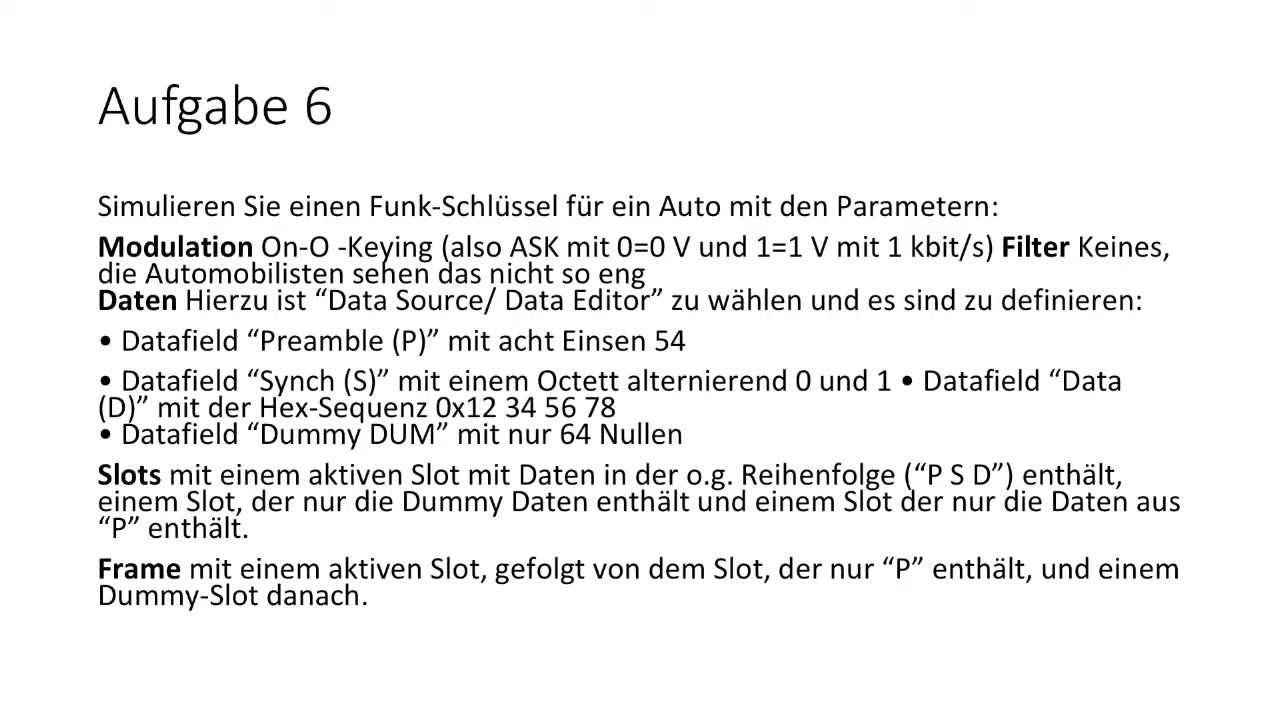 Aufgabe 6
Simulieren Sie einen Funk-Schlüssel für ein Auto mit den Parametern:
Modulation On-O -Keying (also ASK mit 0=0 V und 1=1 V mit 1 kbit/s) Filter Keines,
die Automobilisten sehen das nicht so eng
Daten Hierzu ist “Data Source/ Data Editor” zu wählen und es sind zu definieren:
• Datafield “Preamble (P)” mit acht Einsen 54
• Datafield “Synch (S)” mit einem Octett alternierend 0 und 1 • Datafield “Data
(D)” mit der Hex-Sequenz 0x12 34 56 78
• Datafield “Dummy DUM” mit nur 64 Nullen
Slots mit einem aktiven Slot mit Daten in der o.g. Reihenfolge (“P S D”) enthält,
einem Slot, der nur die Dummy Daten enthält und einem Slot der nur die Daten aus
“P” enthält.
Frame mit einem aktiven Slot, gefolgt von dem Slot, der nur “P” enthält, und einem
Dummy-Slot danach.